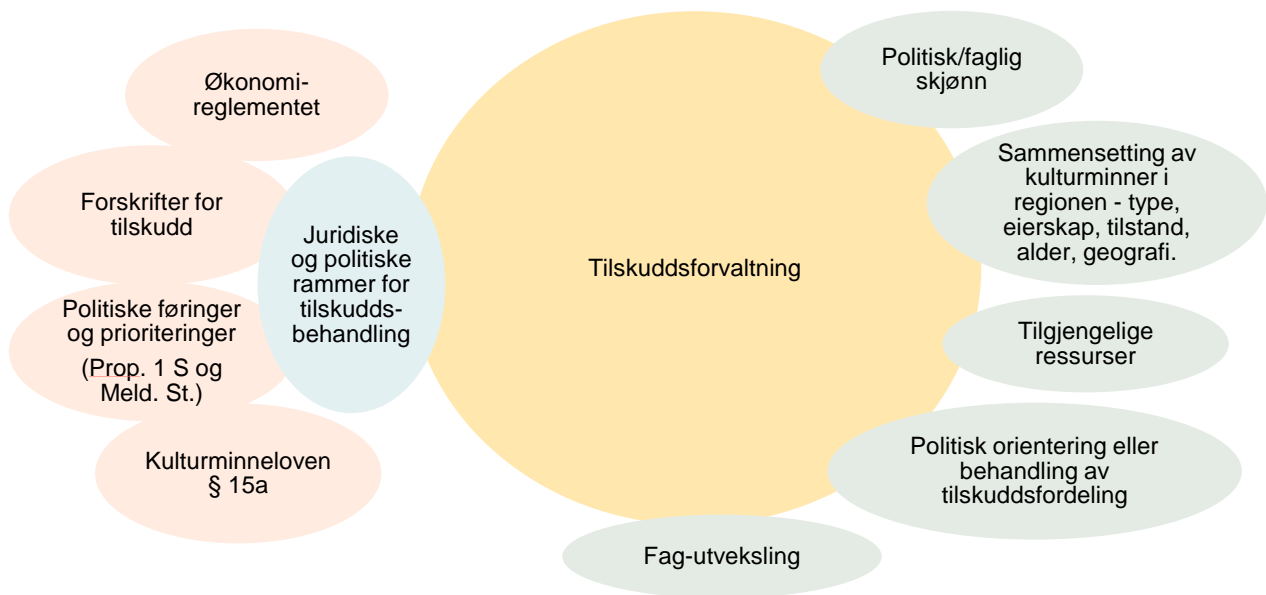 Økonomi-
reglementet
Forskrifter for
tilskudd
Politiske føringer
og prioriteringer
(Prop. 1 S og
Meld. St.)
Kulturminneloven
§ 15a
Juridiske
og politiske
rammer for
tilskudds-
behandling
Tilskuddsforvaltning
Politisk/faglig
skjønn
Sammensetting av
kulturminner i
regionen - type,
eierskap, tilstand,
alder, geografi.
Tilgjengelige
ressurser
Politisk orientering eller
behandling av
tilskuddsfordeling
Fag-utveksling